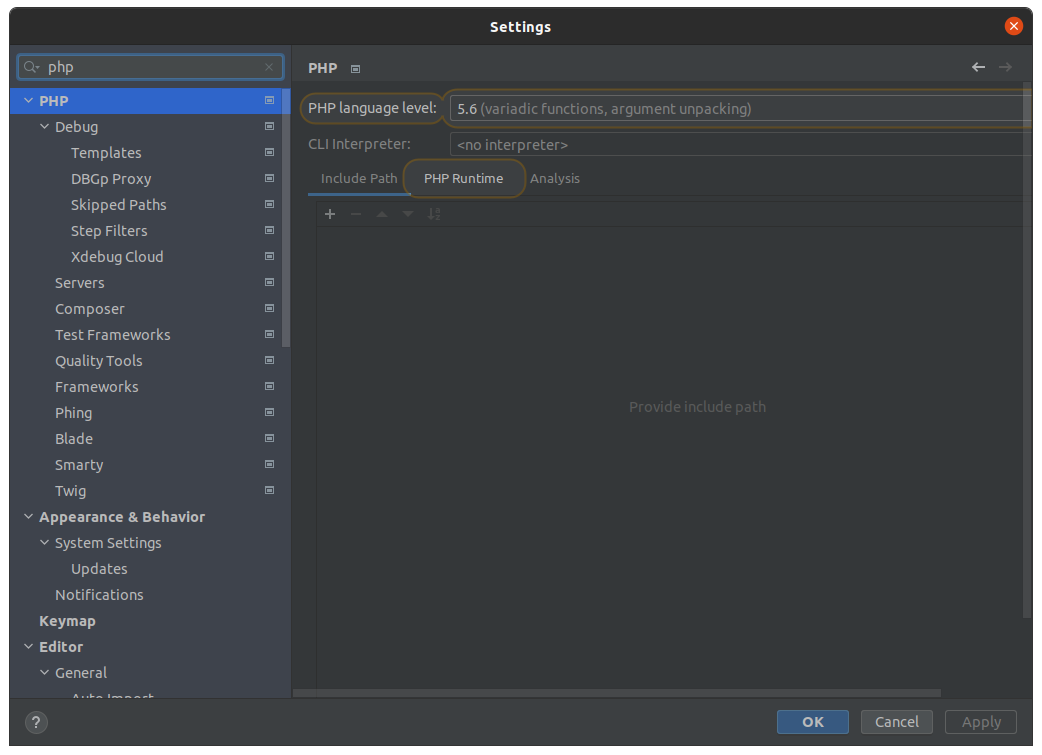 Settings
php
PHP
Debug
Templates
DBGp Proxy
Skipped Paths
Step Filters
Xdebug Cloud
Servers
Composer
Test Frameworks
Quality Tools
Frameworks
Phing
Blade
Smarty
Twig
Appearance & Behavior
System Settings
Updates
Notifications
Keymap
Editor
General
Auto Import
PHP
PHP language level: 5.6 (variadic functions, argument unpacking)
CLI Interpreter: <no interpreter>
Include Path PHP Runtime Analysis
Provide include path
? OK Cancel Apply